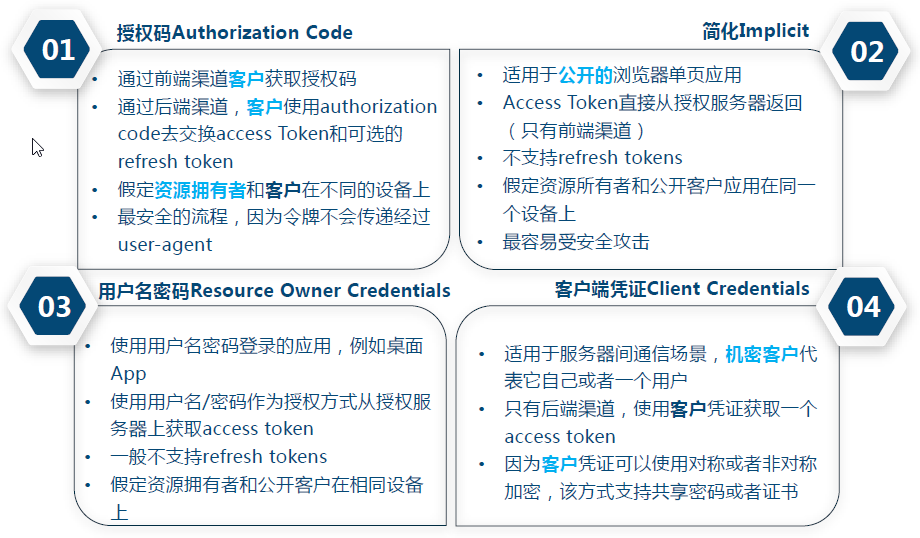 01
授权码Authorization Code
• 通过前端渠道客户获取授权码
• 通过后端渠道，客户使用authorization
code去交换access Token和可选的
refresh token
• 假定资源拥有者和客户在不同的设备上
• 最安全的流程，因为令牌不会传递经过
user-agent
简化Implicit
02
• 适用于公开的浏览器单页应用
• Access Token直接从授权服务器返回
（只有前端渠道）
• 不支持refresh tokens
• 假定资源所有者和公开客户应用在同一
个设备上
• 最容易受安全攻击
03
用户名密码Resource Owner Credentials
• 使用用户名密码登录的应用，例如桌面
App
• 使用用户名/密码作为授权方式从授权服
务器上获取access token
• 一般不支持refresh tokens
• 假定资源拥有者和公开客户在相同设备
上
客户端凭证Client Credentials
04
• 适用于服务器间通信场景，机密客户代
表它自己或者一个用户
• 只有后端渠道，使用客户凭证获取一个
access token
• 因为客户凭证可以使用对称或者非对称
加密，该方式支持共享密码或者证书